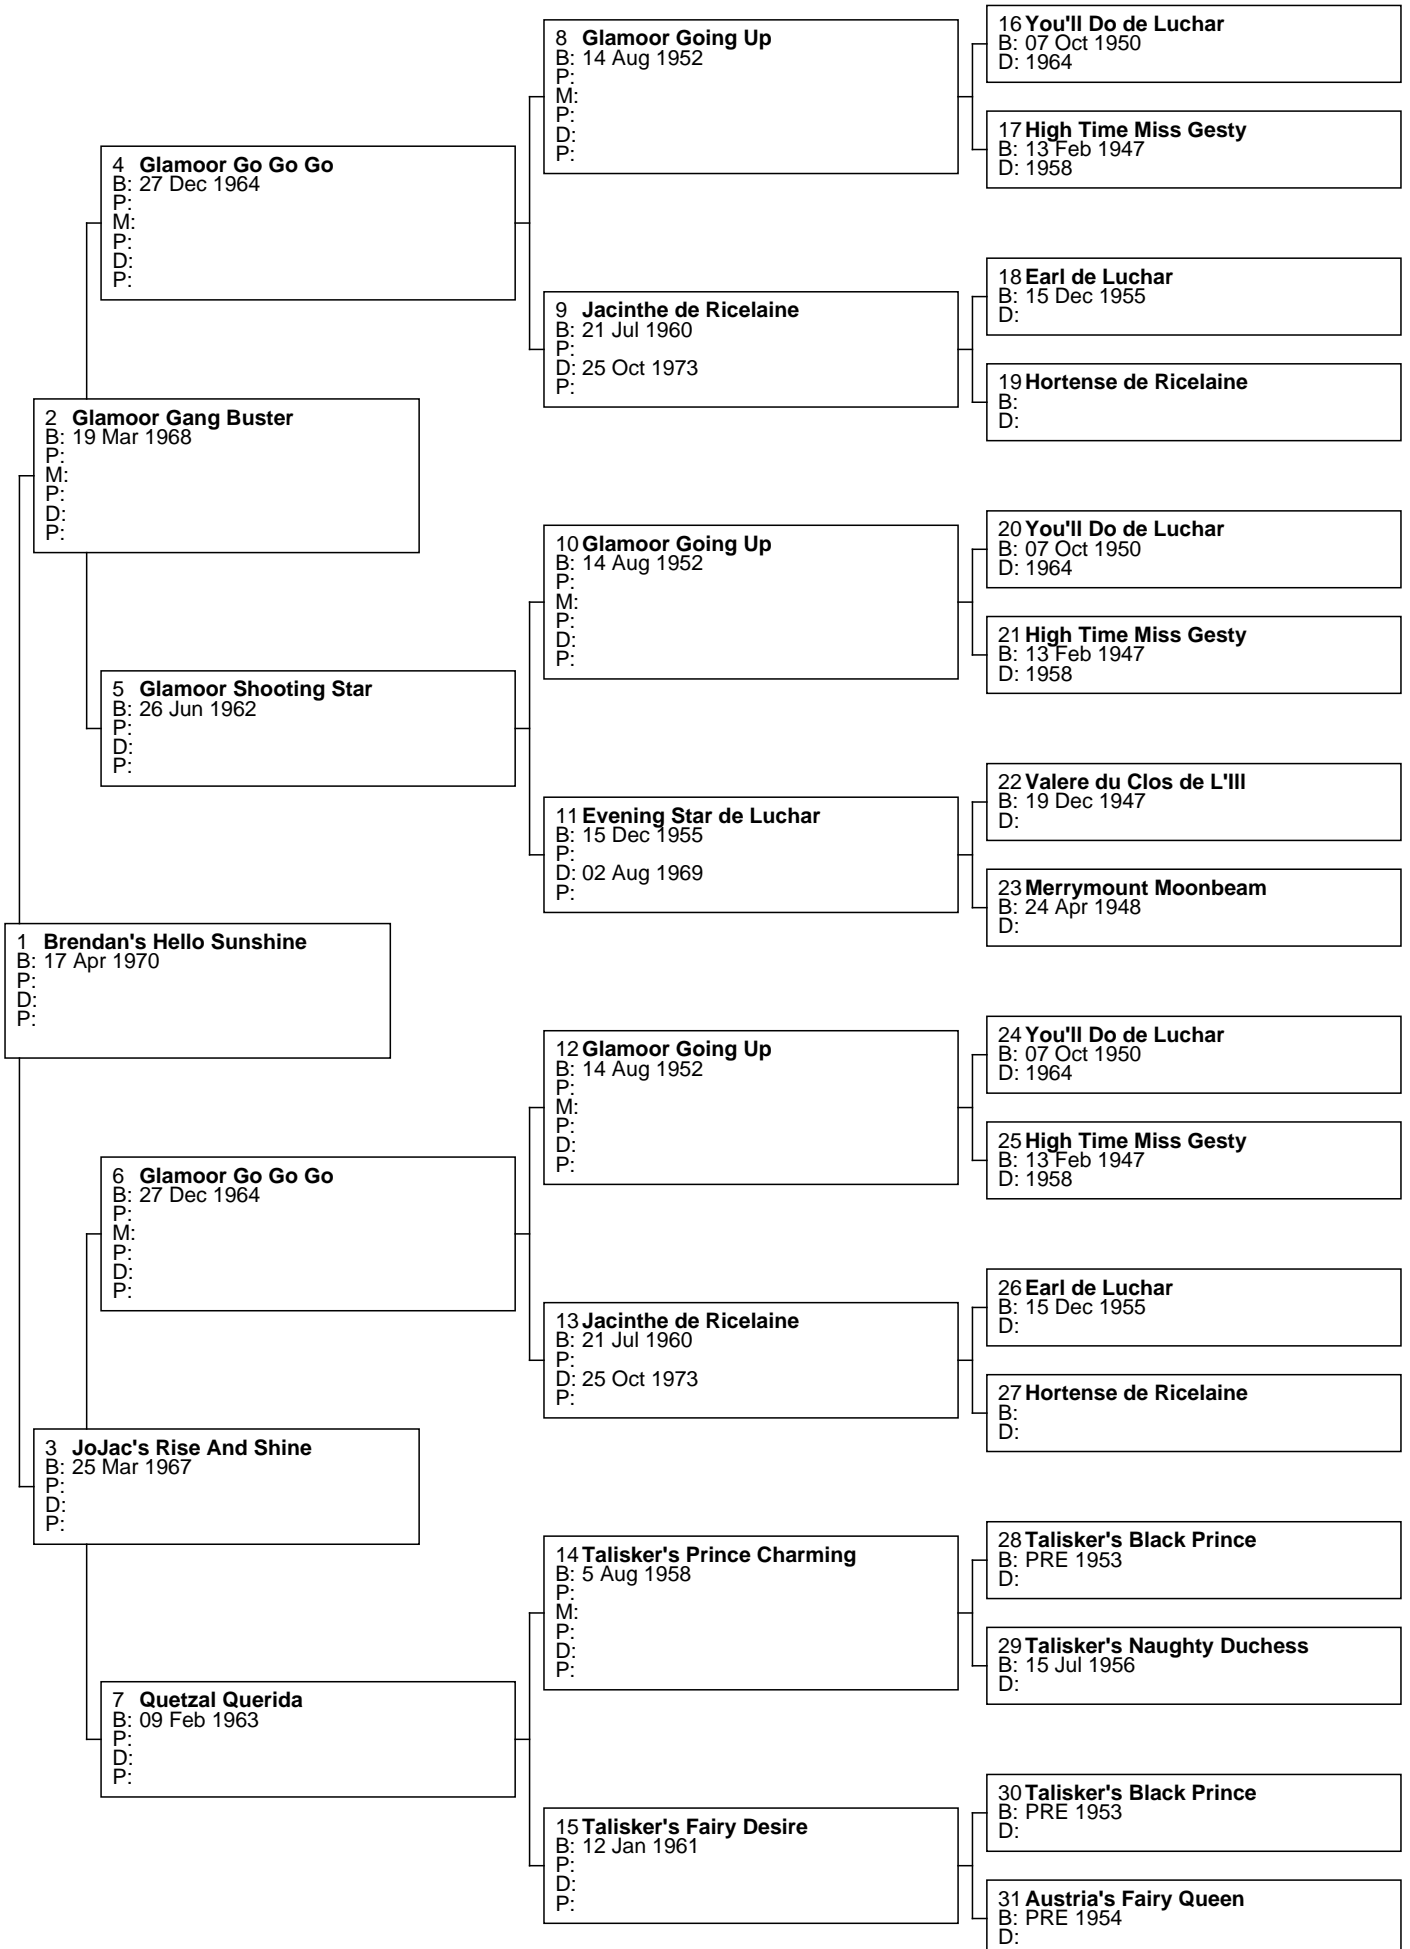 16 You'll Do de Luchar
B: 07 Oct 1950
D: 1964
8 Glamoor Going Up
B: 14 Aug 1952
P:
M:
P:
D:
P:
17 High Time Miss Gesty
B: 13 Feb 1947
D: 1958
4 Glamoor Go Go Go
B: 27 Dec 1964
P:
M:
P:
D:
P:
18 Earl de Luchar
B: 15 Dec 1955
D:
9 Jacinthe de Ricelaine
B: 21 Jul 1960
P:
D: 25 Oct 1973
P:
19 Hortense de Ricelaine
B:
D:
2 Glamoor Gang Buster
B: 19 Mar 1968
P:
M:
P:
D:
P:
20 You'll Do de Luchar
B: 07 Oct 1950
D: 1964
10 Glamoor Going Up
B: 14 Aug 1952
P:
M:
P:
D:
P:
21 High Time Miss Gesty
B: 13 Feb 1947
D: 1958
5 Glamoor Shooting Star
B: 26 Jun 1962
P:
D:
P:
22 Valere du Clos de L'Ill
B: 19 Dec 1947
D:
11 Evening Star de Luchar
B: 15 Dec 1955
P:
D: 02 Aug 1969
P:
23 Merrymount Moonbeam
B: 24 Apr 1948
D:
1 Brendan's Hello Sunshine
B: 17 Apr 1970
P:
D:
P:
24 You'll Do de Luchar
B: 07 Oct 1950
D: 1964
12 Glamoor Going Up
B: 14 Aug 1952
P:
M:
P:
D:
P:
25 High Time Miss Gesty
B: 13 Feb 1947
D: 1958
6 Glamoor Go Go Go
B: 27 Dec 1964
P:
M:
P:
D:
P:
26 Earl de Luchar
B: 15 Dec 1955
D:
13 Jacinthe de Ricelaine
B: 21 Jul 1960
P:
D: 25 Oct 1973
P:
27 Hortense de Ricelaine
B:
D:
3 JoJac's Rise And Shine
B: 25 Mar 1967
P:
D:
P:
28 Talisker's Black Prince
B: PRE 1953
D:
14 Talisker's Prince Charming
B: 5 Aug 1958
P:
M:
P:
D:
P:
29 Talisker's Naughty Duchess
B: 15 Jul 1956
D:
7 Quetzal Querida
B: 09 Feb 1963
P:
D:
P:
30 Talisker's Black Prince
B: PRE 1953
D:
15 Talisker's Fairy Desire
B: 12 Jan 1961
P:
D:
P:
31 Austria's Fairy Queen
B: PRE 1954
D: